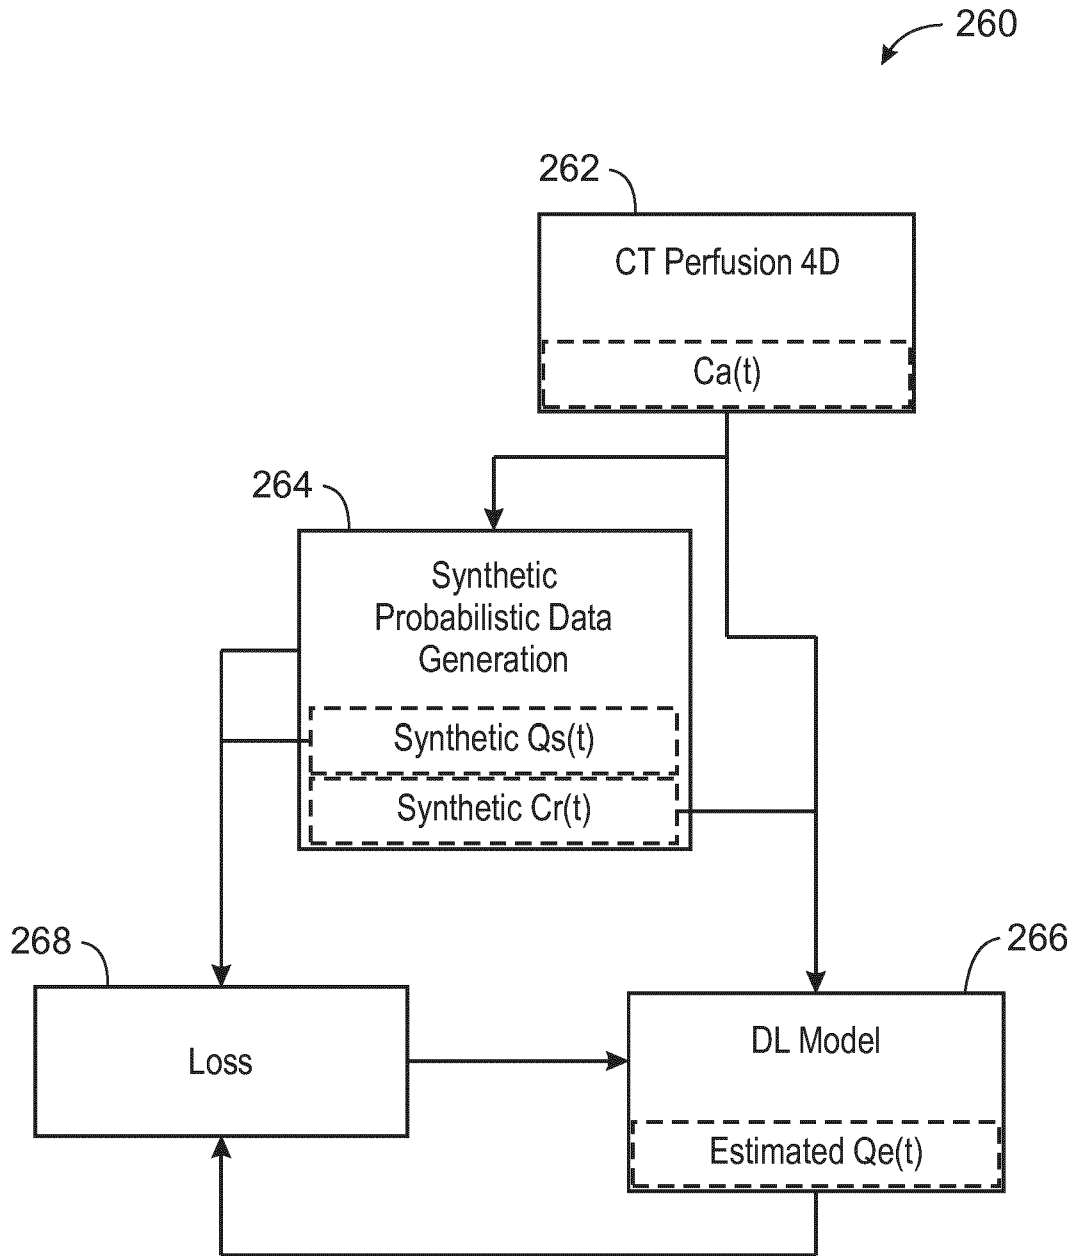 260
262
CT Perfusion 4D
Ca(t)
264
Synthetic
Probabilistic Data
Generation
Synthetic Qs(t)
Synthetic Cr(t)
268
266
Loss
DL Model
Estimated Qe(t)